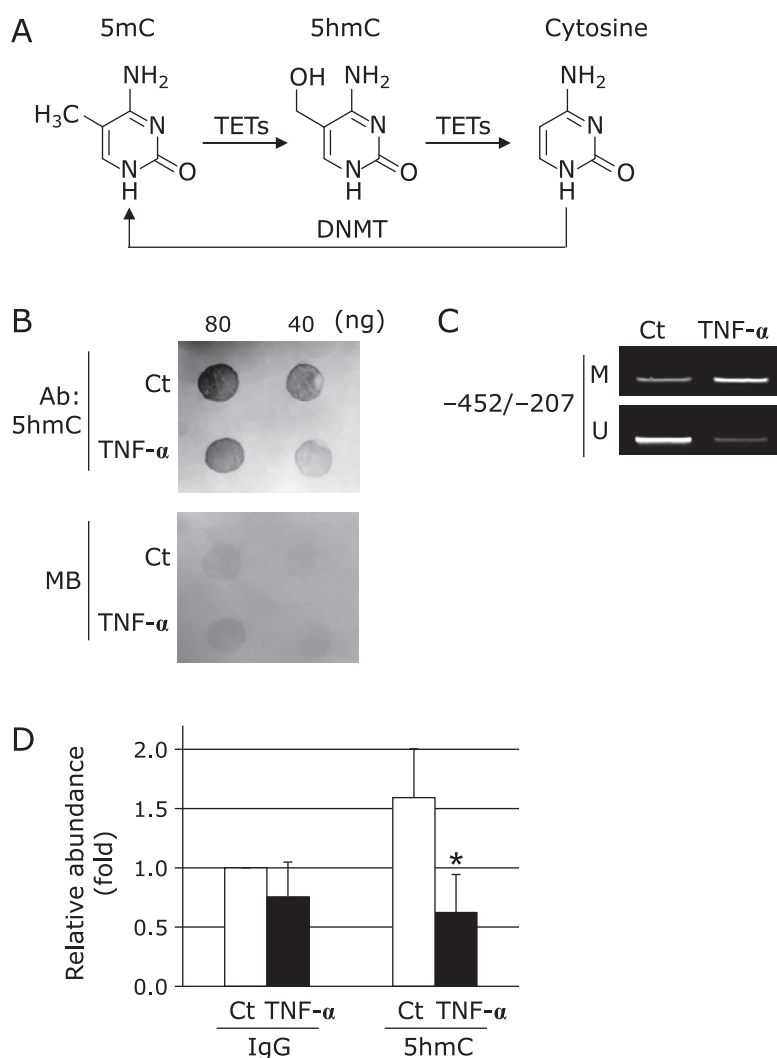 A
5mC
5hmC
Cytosine
NH2
OH
NH2
NH2
H3C
N
TETs
N
TETs
N
N
H
O
N
H
O
N
H
O
DNMT
B
80 40 (ng)
Ab:
5hmC
Ct
TNF-α
MB
Ct
TNF-α
C
Ct TNF-α
–452/–207
M
U
D
Relative abundance
(fold)
2.0
1.5
1.0
0.5
0.0
*
Ct TNF-α
Ct TNF-α
IgG
5hmC